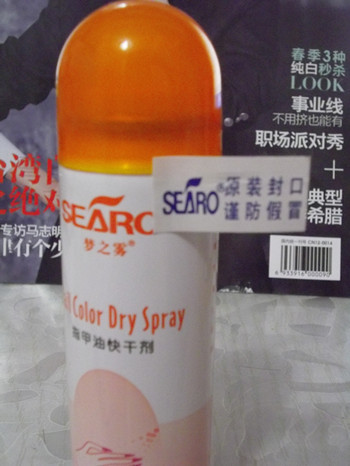 春季3种
纯白秒杀
LOOK
事业线
不用挤也能有
职场派对秀
+
典型
希腊
专访马志明
SEARO
梦之雾®
Color Dry Spray
指甲油快干剂
SEARO®
原装封口
谨防假冒